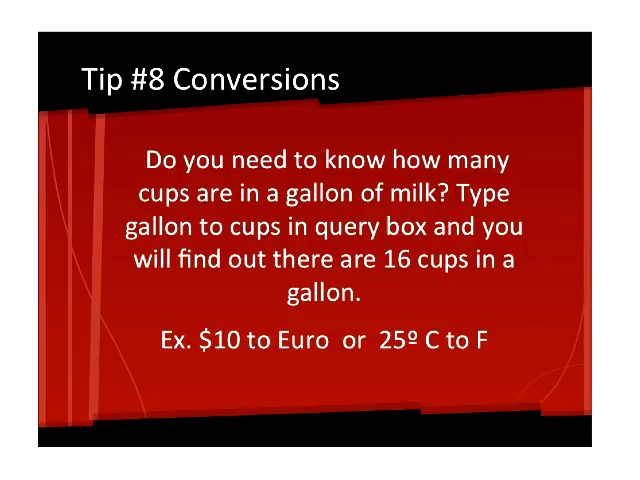 Tip #8 Conversions
Do you need to know how many
cups are in a gallon of milk? Type
gallon to cups in query box and you
will find out there are 16 cups in a
gallon.
Ex. $10 to Euro  or  25º C to F